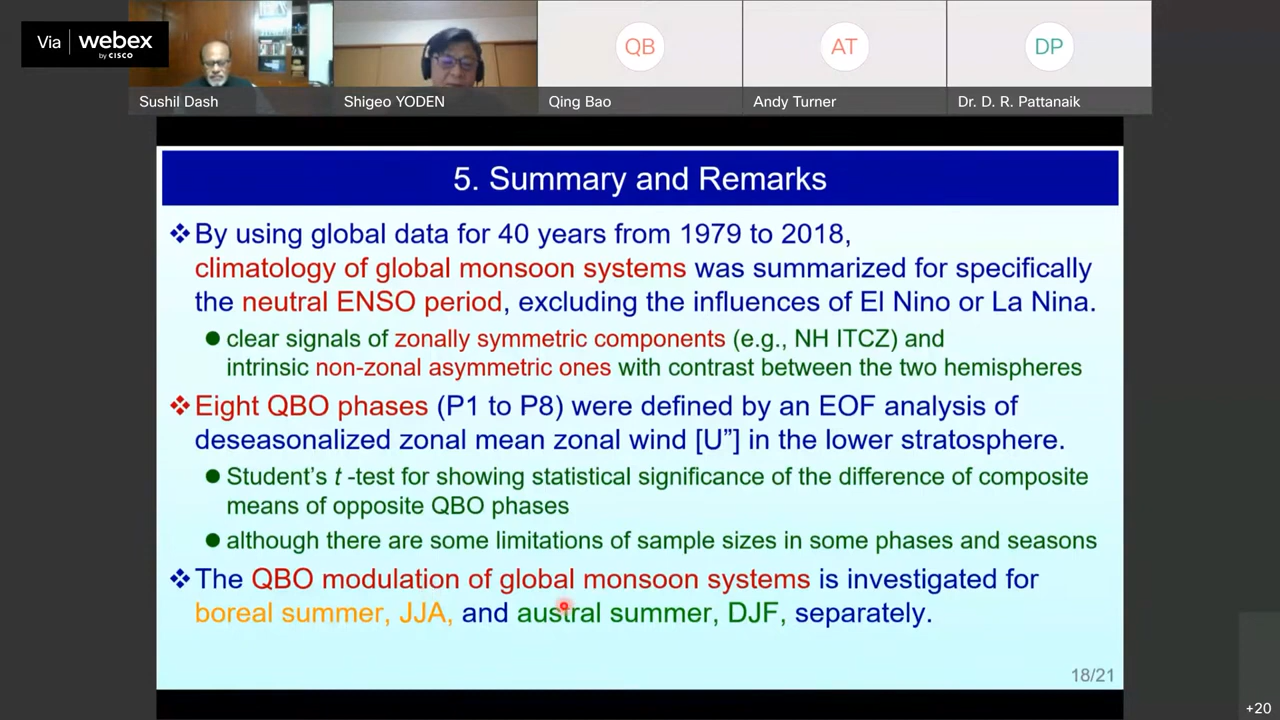 Via webex
by CISCO
QB
AT
DP
Sushil Dash
Shigeo YODEN
Qing Bao
Andy Turner
Dr. D. R. Pattanaik
5. Summary and Remarks
❖By using global data for 40 years from 1979 to 2018,
climatology of global monsoon systems was summarized for specifically
the neutral ENSO period, excluding the influences of El Nino or La Nina.
● clear signals of zonally symmetric components (e.g., NH ITCZ) and
intrinsic non-zonal asymmetric ones with contrast between the two hemispheres
❖Eight QBO phases (P1 to P8) were defined by an EOF analysis of
deseasonalized zonal mean zonal wind [U”] in the lower stratosphere.
● Student’s t -test for showing statistical significance of the difference of composite
means of opposite QBO phases
● although there are some limitations of sample sizes in some phases and seasons
❖The QBO modulation of global monsoon systems is investigated for
boreal summer, JJA, and austral summer, DJF, separately.
18/21
+20